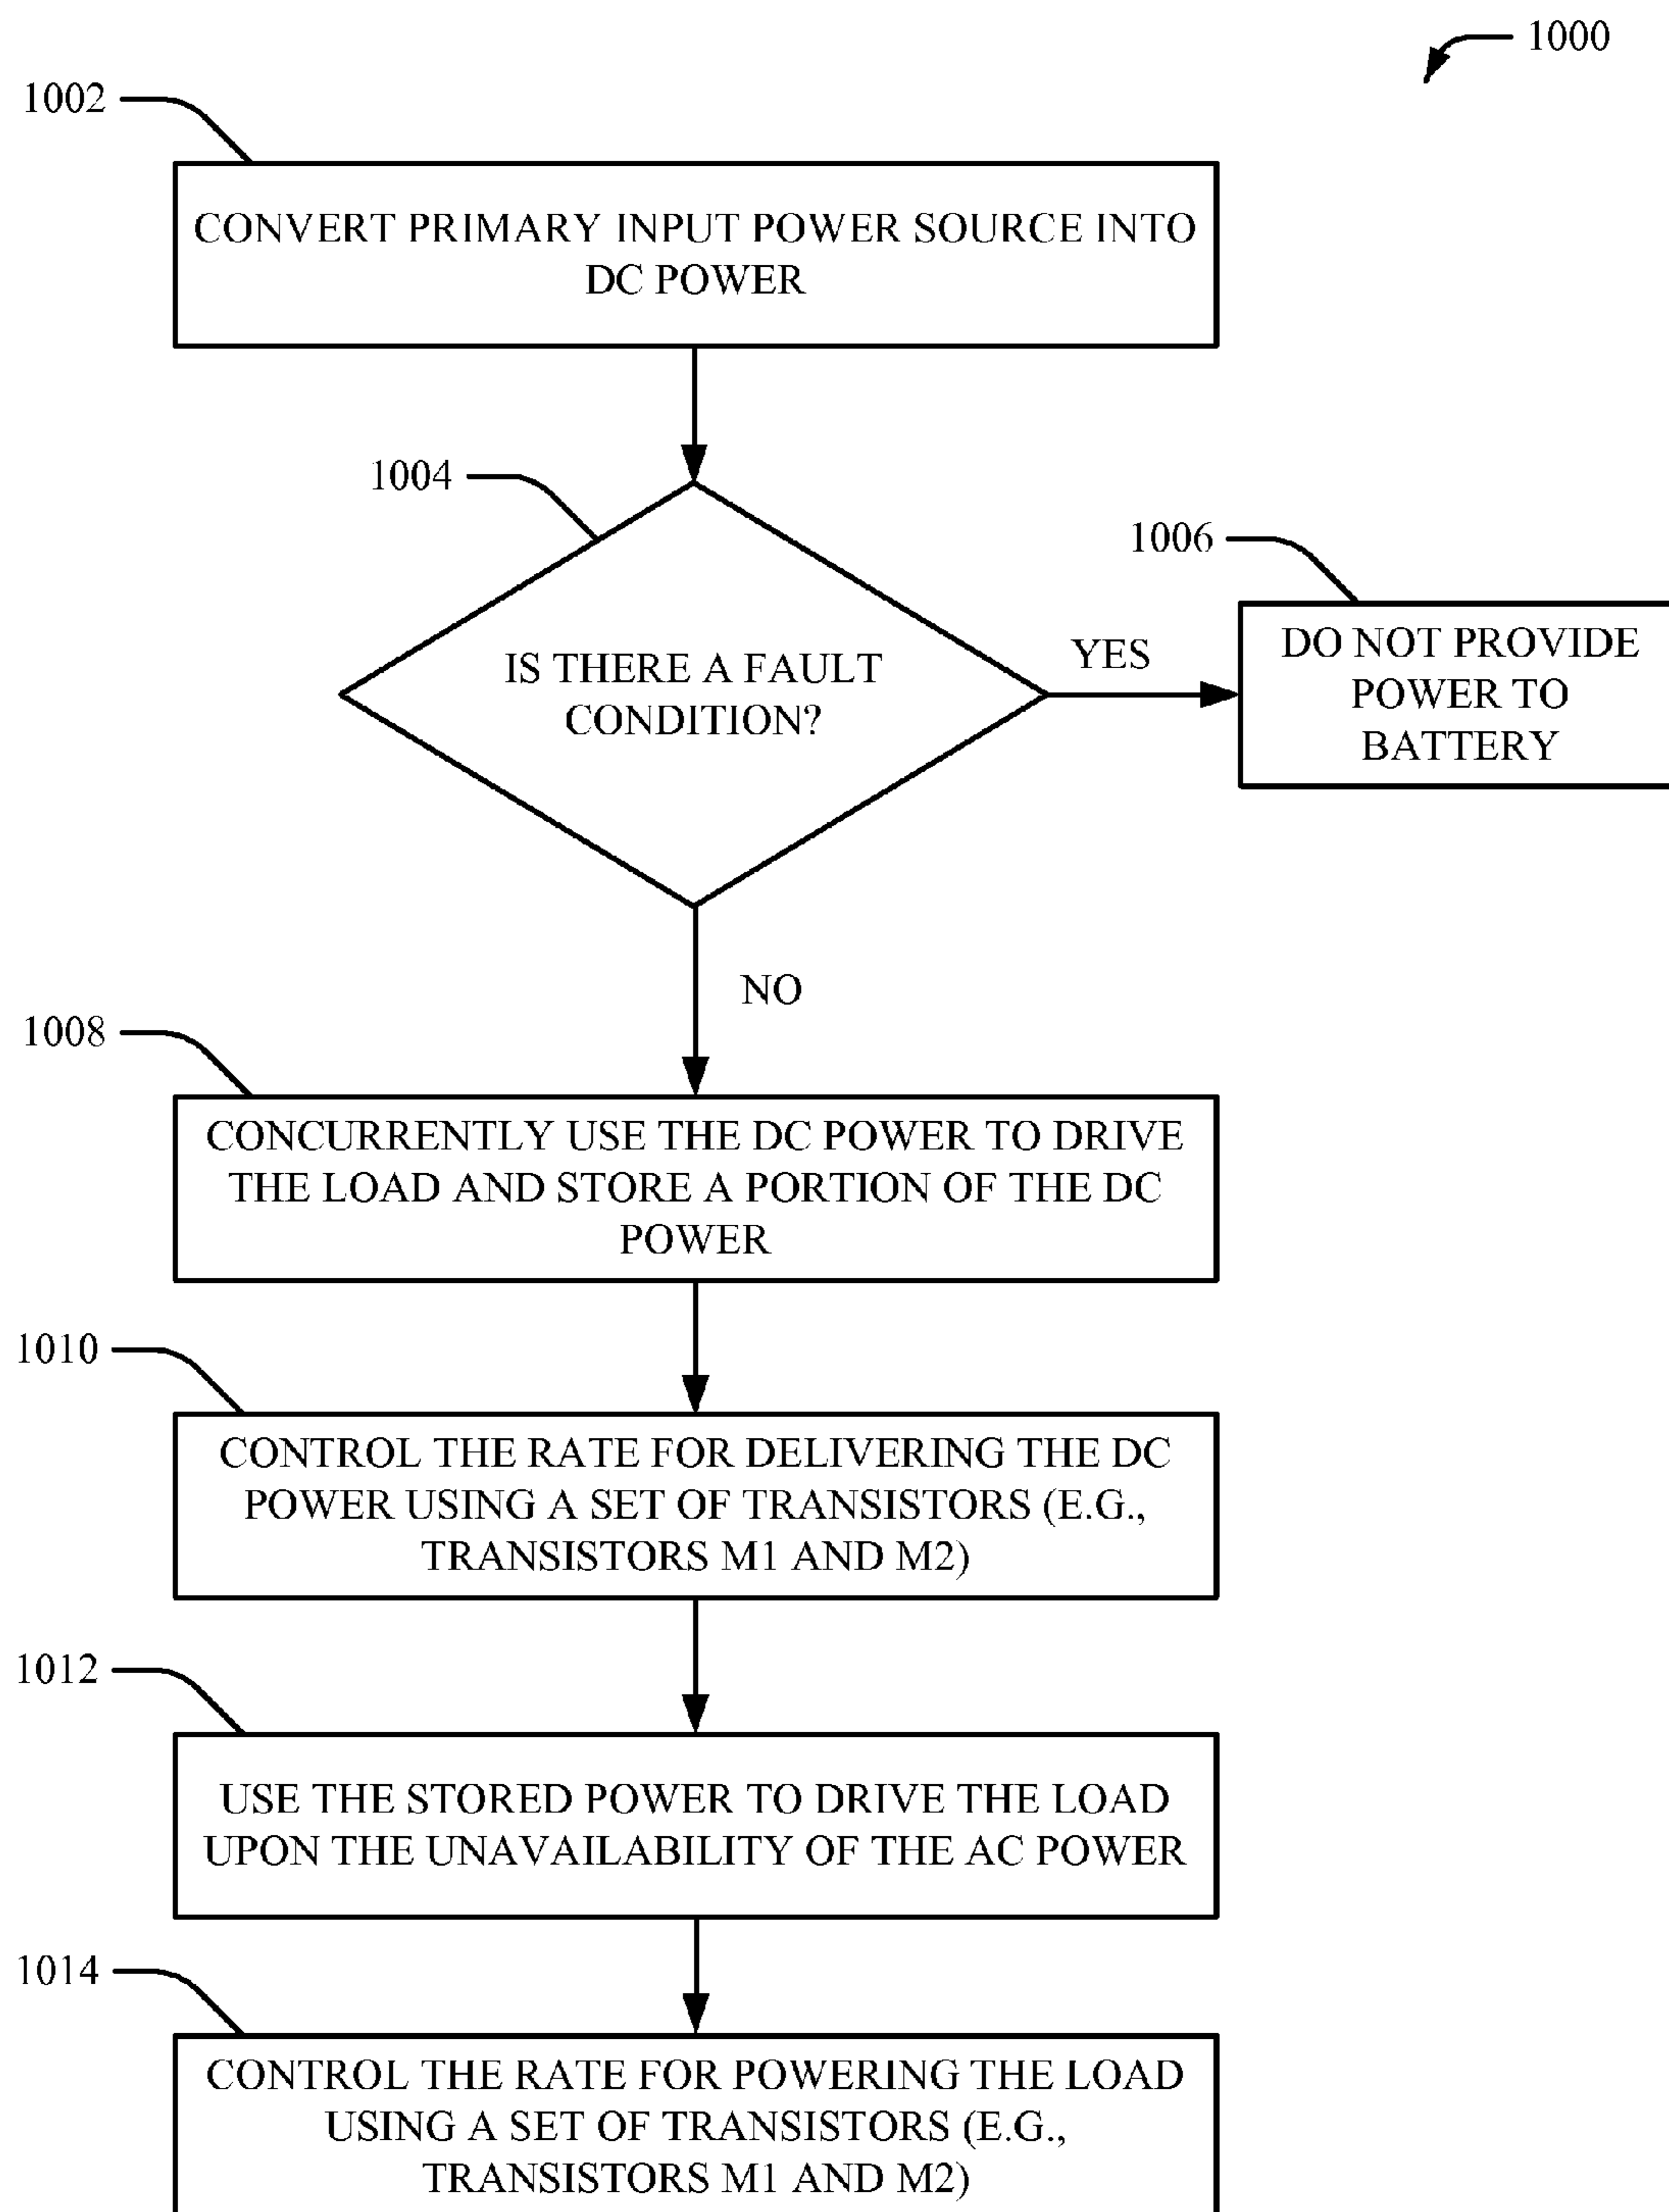 1000
1002
CONVERT PRIMARY INPUT POWER SOURCE INTO
DC POWER
1004
IS THERE A FAULT
CONDITION?
YES
1006
DO NOT PROVIDE
POWER TO
BATTERY
NO
1008
CONCURRENTLY USE THE DC POWER TO DRIVE
THE LOAD AND STORE A PORTION OF THE DC
POWER
1010
CONTROL THE RATE FOR DELIVERING THE DC
POWER USING A SET OF TRANSISTORS (E.G.,
TRANSISTORS M1 AND M2)
1012
USE THE STORED POWER TO DRIVE THE LOAD
UPON THE UNAVAILABILITY OF THE AC POWER
1014
CONTROL THE RATE FOR POWERING THE LOAD
USING A SET OF TRANSISTORS (E.G.,
TRANSISTORS M1 AND M2)